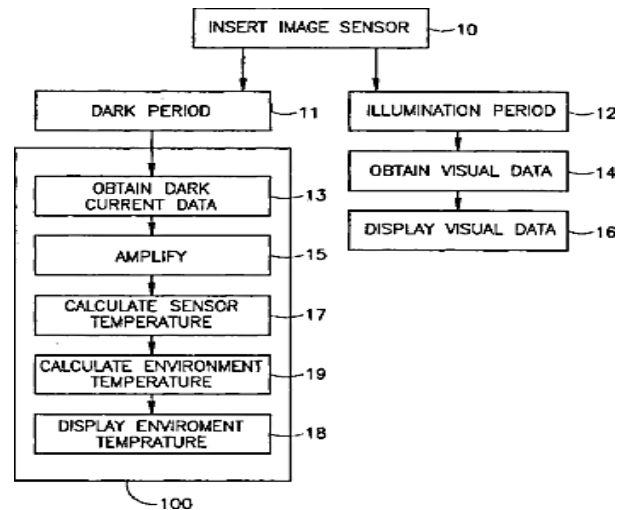 INSERT IMAGE SENSOR
10
DARK PERIOD
11
ILLUMINATION PERIOD
12
OBTAIN DARK
CURRENT DATA
13
OBTAIN VISUAL DATA
14
AMPLIFY
15
DISPLAY VISUAL DATA
16
CALCULATE SENSOR
TEMPERATURE
17
CALCULATE ENVIRONMENT
TEMPERATURE
19
DISPLAY ENVIROMENT
TEMPRATURE
18
100